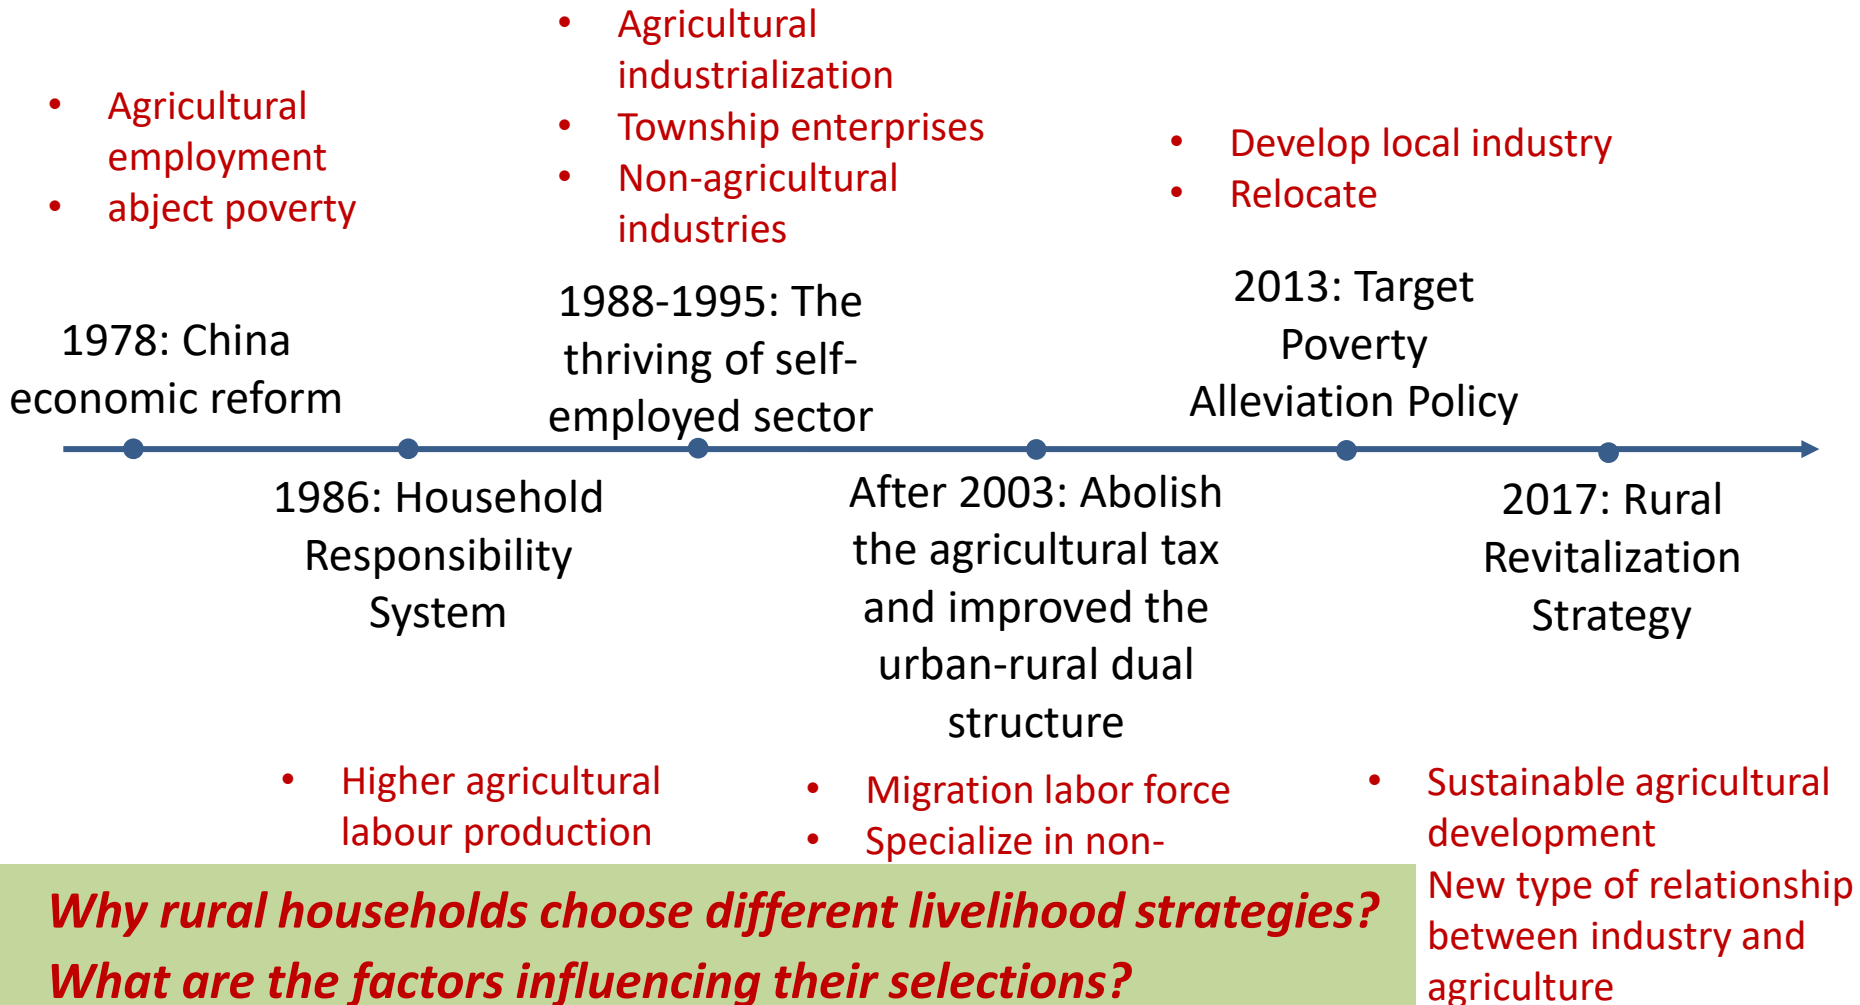 • Agricultural
employment
• abject poverty
1978: China
economic reform
• Agricultural
industrialization
• Township enterprises
• Non-agricultural
industries
1988-1995: The
thriving of self-
employed sector
• Develop local industry
• Relocate
2013: Target
Poverty
Alleviation Policy
1986: Household
Responsibility
System
• Higher agricultural
labour production
After 2003: Abolish
the agricultural tax
and improved the
urban-rural dual
structure
• Migration labor force
• Specialize in non-
2017: Rural
Revitalization
Strategy
• Sustainable agricultural
development
New type of relationship
between industry and
agriculture
Why rural households choose different livelihood strategies?
What are the factors influencing their selections?